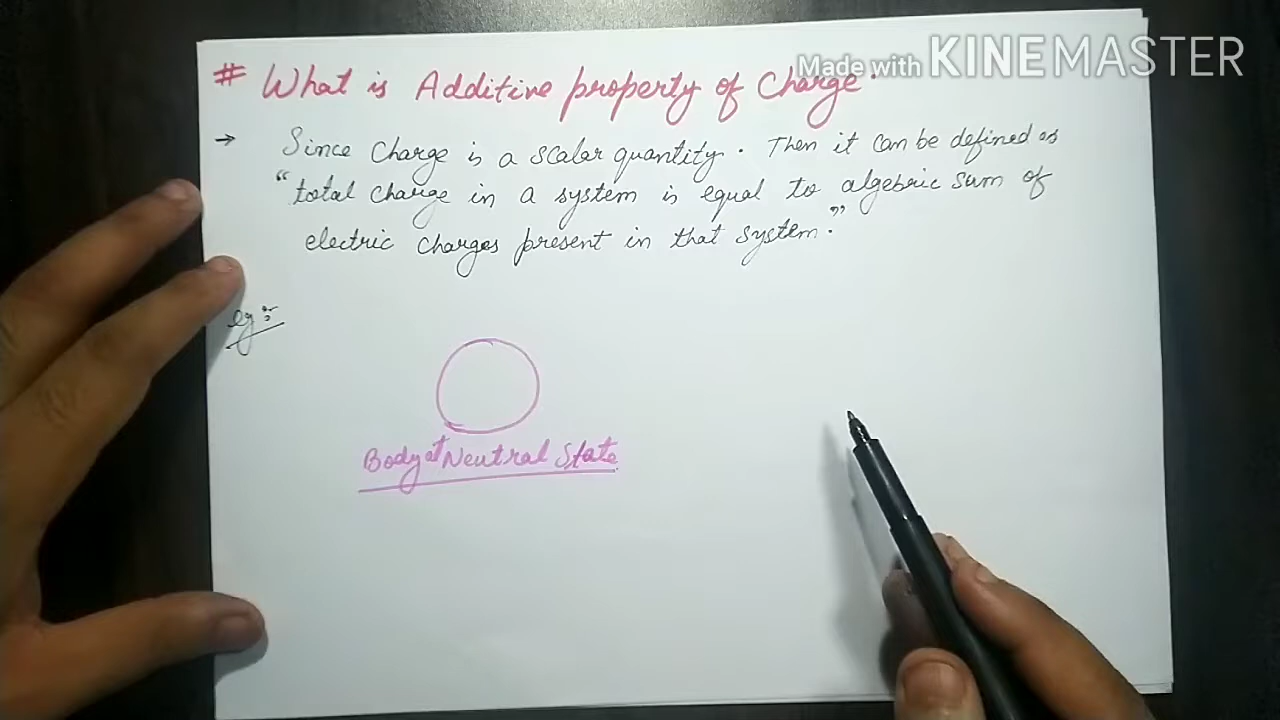 Made with KINEMASTER
# What is Additive property of Charge.
→ Since Charge is a scalar quantity. Then it can be defined as
"total charge in a system is equal to algebric sum of
electric charges present in that system."
eg:-
Body at Neutral State